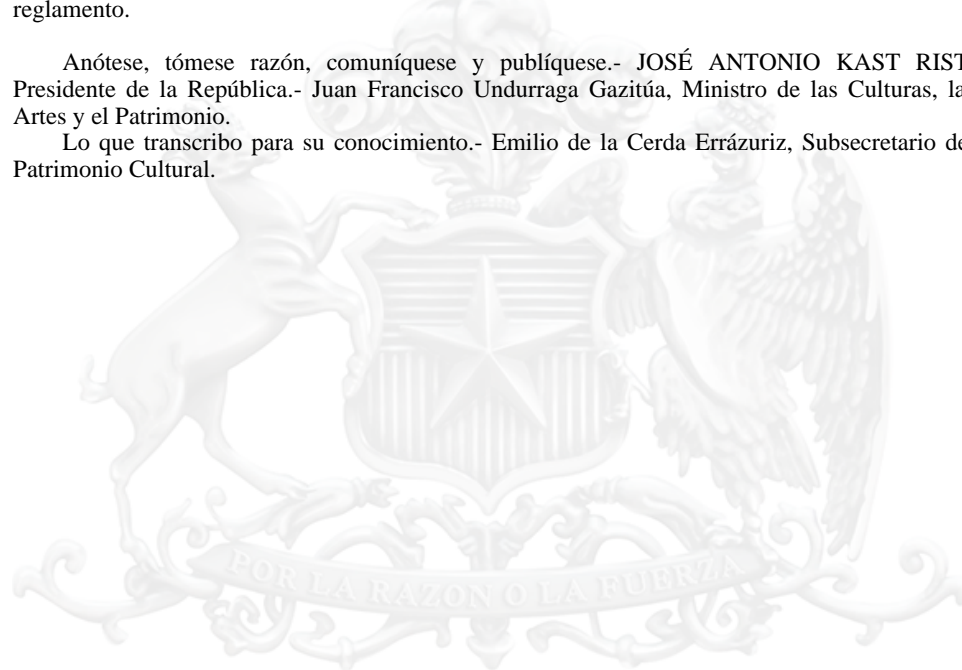 reglamento.
Anótese, tómese razón, comuníquese y publíquese.- JOSÉ ANTONIO KAST RIST
Presidente de la República.- Juan Francisco Undurraga Gazitúa, Ministro de las Culturas, la
Artes y el Patrimonio.
Lo que transcribo para su conocimiento.- Emilio de la Cerda Errázuriz, Subsecretario de
Patrimonio Cultural.
POR LA RAZON O LA FUERZA